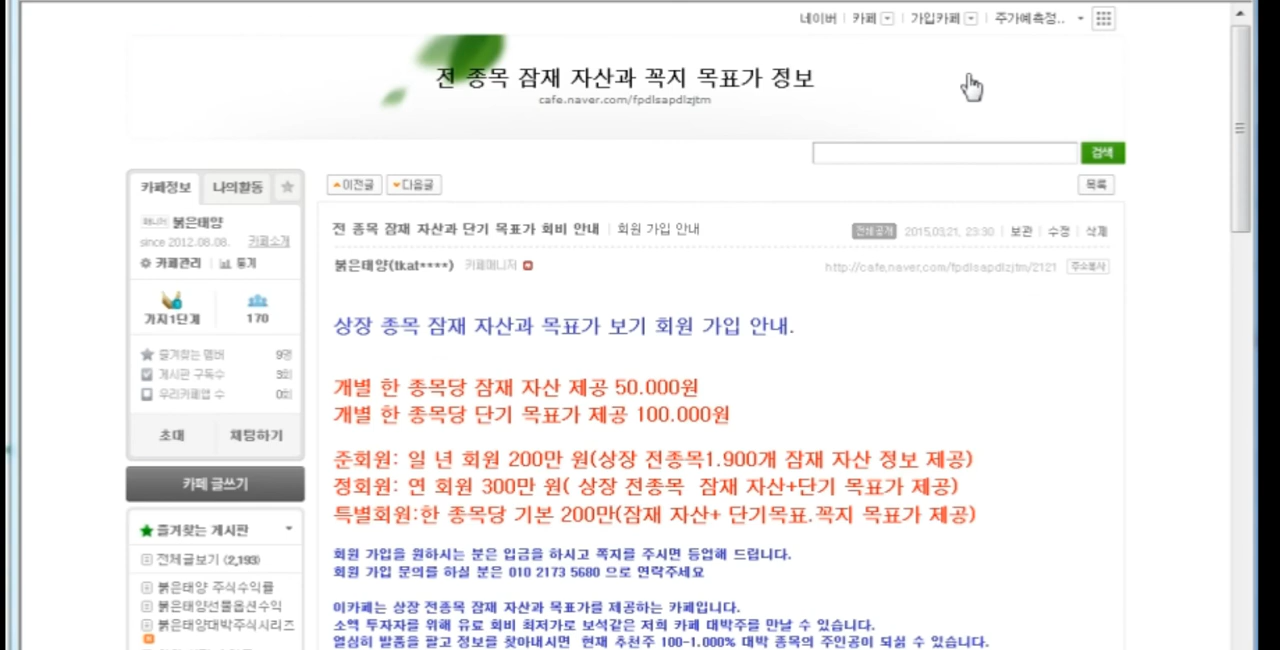 네이버 | 카페 | 가입카페 | 주가예측정..
전 종목 잠재 자산과 꼭지 목표가 정보
cafe.naver.com/fpdlsapdlzjtm
검색
카페정보 나의활동
이전글 다음글 목록
매니저 붉은태양
since 2012.08.08. 카페소개
카페관리 | 통계
가지1단계 170
즐겨찾는 멤버 9명
게시판 구독수 3회
우리카페앱 수 0회
초대 채팅하기
카페 글쓰기
즐겨찾는 게시판
전체글보기 (2,193)
붉은태양 주식수익률
붉은태양선물옵션수익
붉은태양대박주식시리즈
전 종목 잠재 자산과 단기 목표가 회비 안내 | 회원 가입 안내
전체공개 2015.03.21. 23:30 | 보관 | 수정 | 삭제
붉은태양(tkat****) 카페매니저
http://cafe.naver.com/fpdlsapdlzjtm/2121 주소복사
상장 종목 잠재 자산과 목표가 보기 회원 가입 안내.
개별 한 종목당 잠재 자산 제공 50.000원
개별 한 종목당 단기 목표가 제공 100.000원
준회원: 일 년 회원 200만 원(상장 전종목1.900개 잠재 자산 정보 제공)
정회원: 연 회원 300만 원( 상장 전종목 잠재 자산+단기 목표가 제공)
특별회원:한 종목당 기본 200만(잠재 자산+ 단기목표.꼭지 목표가 제공)
회원 가입을 원하시는 분은 입금을 하시고 쪽지를 주시면 등업해 드립니다.
회원 가입 문의를 하실 분은 010 2173 5680 으로 연락주세요
이카페는 상장 전종목 잠재 자산과 목표가를 제공하는 카페입니다.
소액 투자자를 위해 유료 회비 최저가로 보석같은 저희 카페 대박주를 만날 수 있습니다.
열심히 발품을 팔고 정보를 찾아내시면 현재 추천주 100-1.000% 대박 종목의 주인공이 되실 수 있습니다.